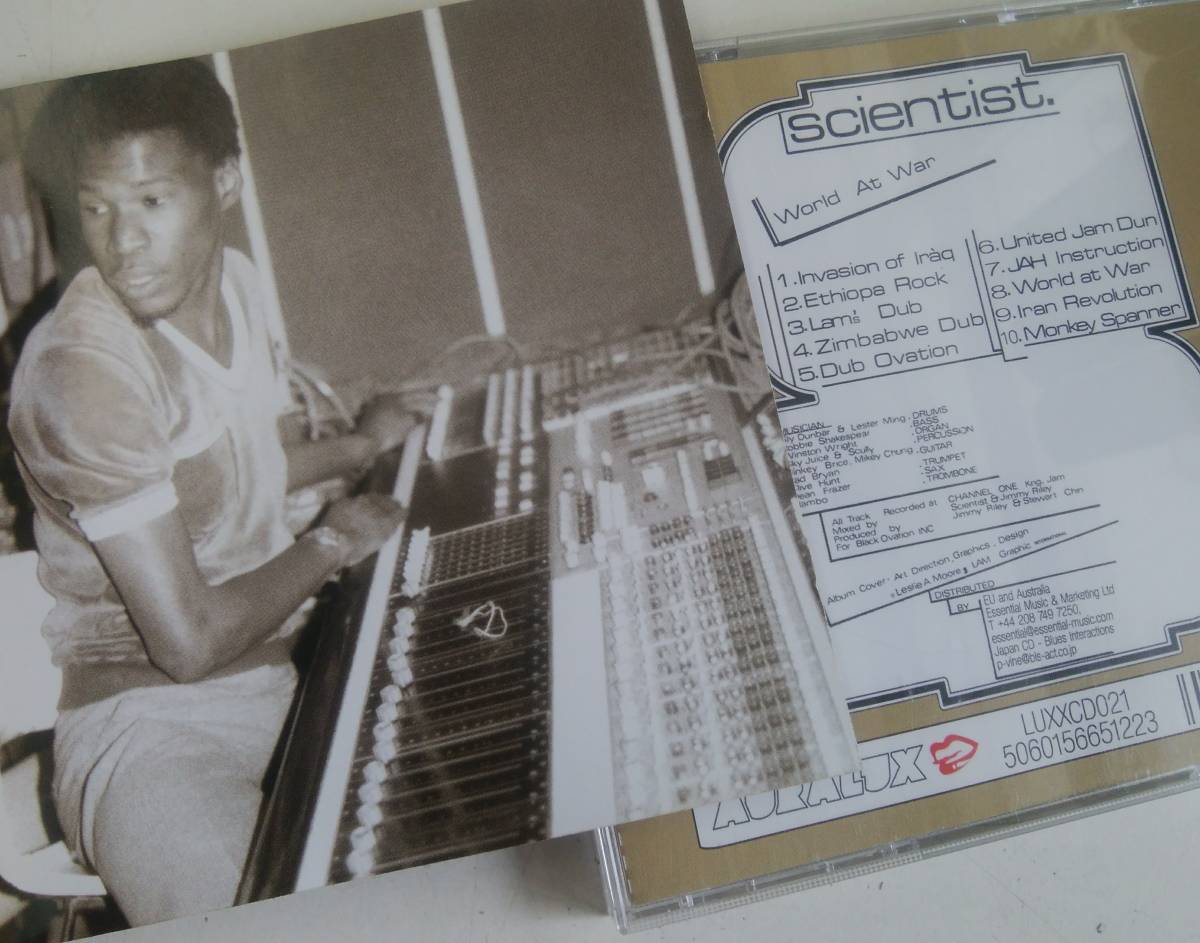 scientist.
World At War
1.Invasion of Iràq
2.Ethiopa Rock
3.Lam's Dub
4.Zimbabwe Dub
5.Dub Ovation
6.United Jam Dun
7.JAH Instruction
8.World at War
9.Iran Revolution
10.Monkey Spanner
Dunbar & Lester Ming . DRUMS
Shakespear . BASS
Winston Wright . ORGAN
Juice & Scully . PERCUSSION
Brice, Mikey Chung . GUITAR
Bryan . TRUMPET
Hunt . SAX
Frazer . TROMBONE
All Track Recorded at CHANNEL ONE Kng. Jam
Mixed by Scientist & Jimmy Riley
Produced by Jimmy Riley & Stewart Chin
For Black Ovation INC
Album Cover: Art Direction, Graphics, Design
Leslie A Moore, LAM Graphic INTERNATIONAL
DISTRIBUTED
BY
EU and Australia
Essential Music & Marketing Ltd
T +44 208 749 7250,
essential@essential-music.com
Japan CD - Blues Interactions
p-vine@bls-act.co.jp
AURALUX
LUXXCD021
5060156651223